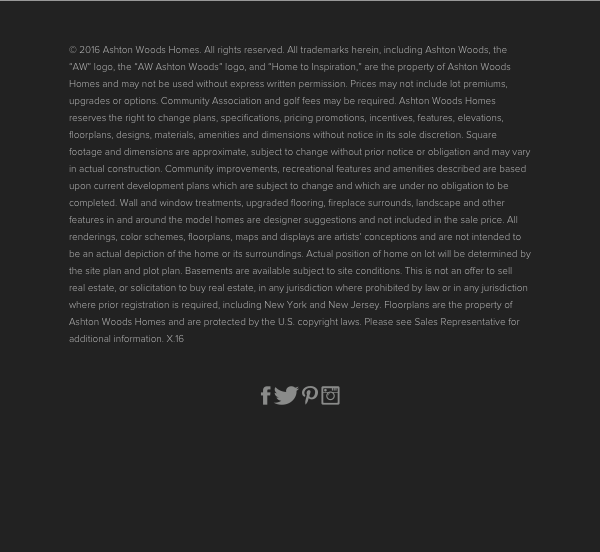 © 2016 Ashton Woods Homes. All rights reserved. All trademarks herein, including Ashton Woods, the
"AW" logo, the "AW Ashton Woods" logo, and "Home to Inspiration," are the property of Ashton Woods
Homes and may not be used without express written permission. Prices may not include lot premiums,
upgrades or options. Community Association and golf fees may be required. Ashton Woods Homes
reserves the right to change plans, specifications, pricing promotions, incentives, features, elevations,
floorplans, designs, materials, amenities and dimensions without notice in its sole discretion. Square
footage and dimensions are approximate, subject to change without prior notice or obligation and may vary
in actual construction. Community improvements, recreational features and amenities described are based
upon current development plans which are subject to change and which are under no obligation to be
completed. Wall and window treatments, upgraded flooring, fireplace surrounds, landscape and other
features in and around the model homes are designer suggestions and not included in the sale price. All
renderings, color schemes, floorplans, maps and displays are artists' conceptions and are not intended to
be an actual depiction of the home or its surroundings. Actual position of home on lot will be determined by
the site plan and plot plan. Basements are available subject to site conditions. This is not an offer to sell
real estate, or solicitation to buy real estate, in any jurisdiction where prohibited by law or in any jurisdiction
where prior registration is required, including New York and New Jersey. Floorplans are the property of
Ashton Woods Homes and are protected by the U.S. copyright laws. Please see Sales Representative for
additional information. X.16